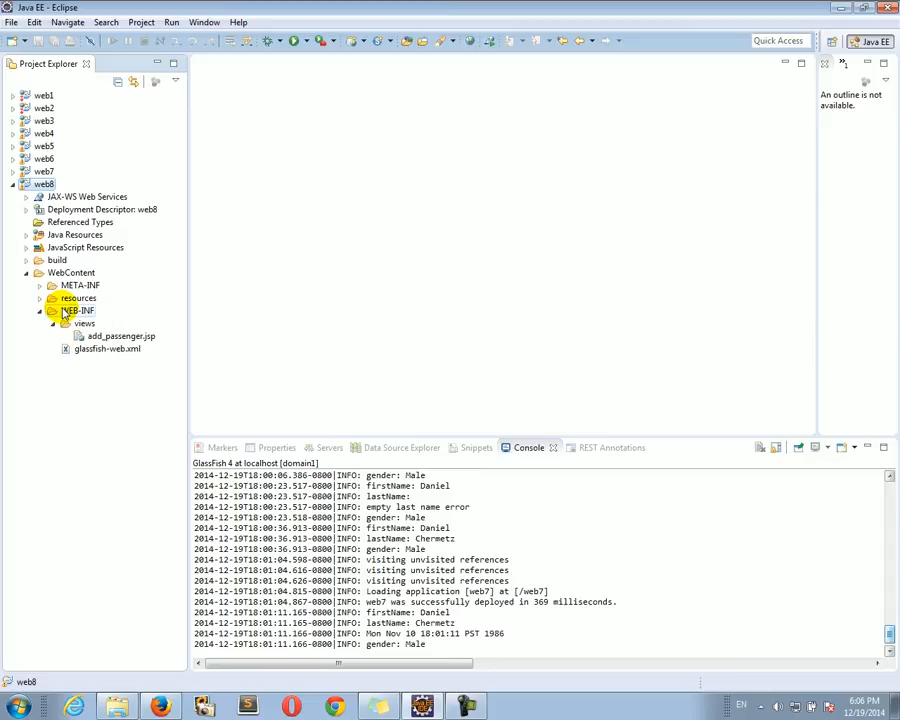 Java EE - Eclipse
File Edit Navigate Search Project Run Window Help
Quick Access
Java EE
Project Explorer
web1
web2
web3
web4
web5
web6
web7
web8
JAX-WS Web Services
Deployment Descriptor: web8
Referenced Types
Java Resources
JavaScript Resources
build
WebContent
META-INF
resources
WEB-INF
views
add_passenger.jsp
glassfish-web.xml
An outline is not
available.
Markers Properties Servers Data Source Explorer Snippets Console REST Annotations
GlassFish 4 at localhost [domain1]
2014-12-19T18:00:06.386-0800|INFO: gender: Male
2014-12-19T18:00:23.517-0800|INFO: firstName: Daniel
2014-12-19T18:00:23.517-0800|INFO: lastName:
2014-12-19T18:00:23.517-0800|INFO: empty last name error
2014-12-19T18:00:23.518-0800|INFO: gender: Male
2014-12-19T18:00:36.913-0800|INFO: firstName: Daniel
2014-12-19T18:00:36.913-0800|INFO: lastName: Chermetz
2014-12-19T18:00:36.913-0800|INFO: gender: Male
2014-12-19T18:01:04.598-0800|INFO: visiting unvisited references
2014-12-19T18:01:04.616-0800|INFO: visiting unvisited references
2014-12-19T18:01:04.626-0800|INFO: visiting unvisited references
2014-12-19T18:01:04.815-0800|INFO: Loading application [web7] at [/web7]
2014-12-19T18:01:04.867-0800|INFO: web7 was successfully deployed in 369 milliseconds.
2014-12-19T18:01:11.165-0800|INFO: firstName: Daniel
2014-12-19T18:01:11.165-0800|INFO: lastName: Chermetz
2014-12-19T18:01:11.166-0800|INFO: Mon Nov 10 18:01:11 PST 1986
2014-12-19T18:01:11.166-0800|INFO: gender: Male
web8
EN
6:06 PM
12/19/2014